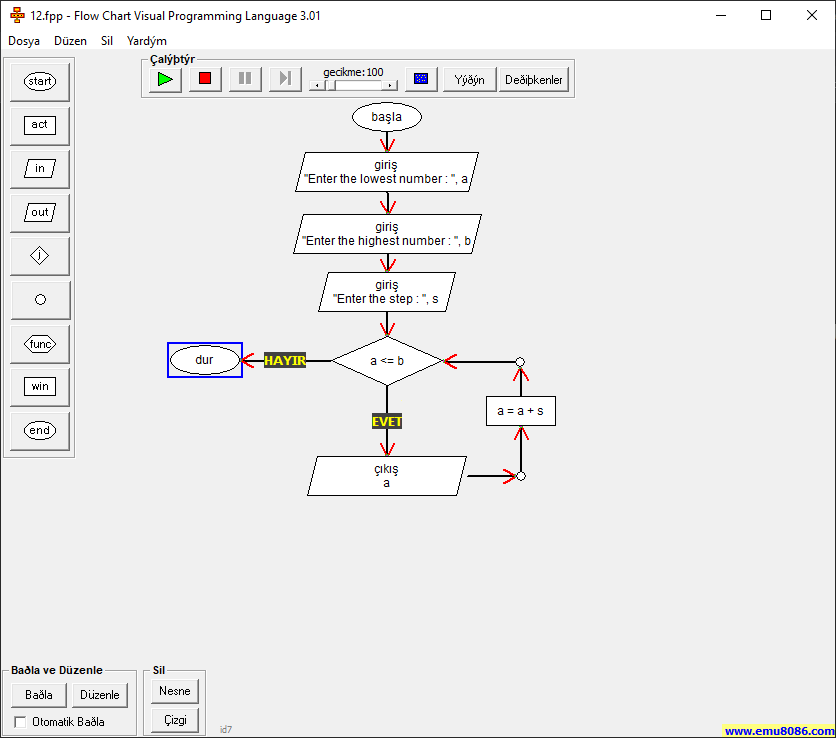 12.fpp - Flow Chart Visual Programming Language 3.01
Dosya Düzen Sil Yardým
Çalýþtýr
gecikme:100
Yýðýn
Deðiþkenler
start
act
in
out
j
func
win
end
başla
giriş
"Enter the lowest number : ", a
giriş
"Enter the highest number : ", b
giriş
"Enter the step : ", s
dur
HAYIR
a <= b
a = a + s
EVET
çıkış
a
Baðla ve Düzenle
Baðla
Düzenle
Otomatik Baðla
Sil
Nesne
Çizgi
id7
www.emu8086.com